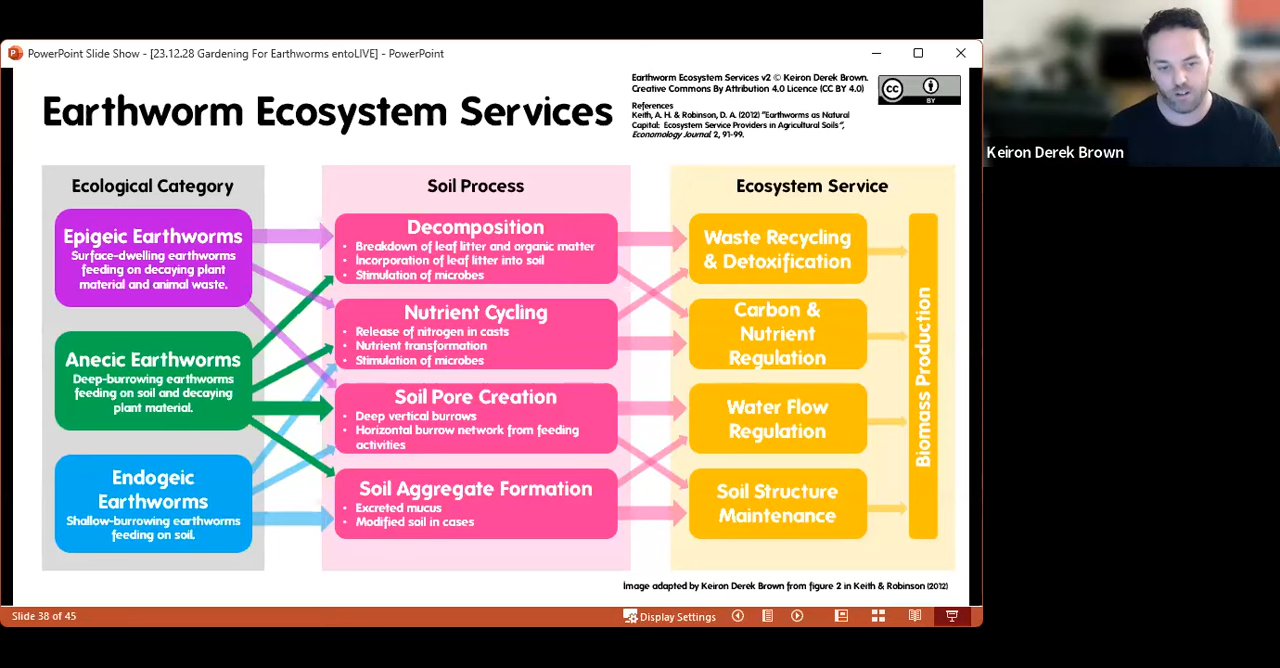 PowerPoint Slide Show - [23.12.28 Gardening For Earthworms entoLIVE] - PowerPoint
Keiron Derek Brown
Earthworm Ecosystem Services
Earthworm Ecosystem Services v2 © Keiron Derek Brown.
Creative Commons By Attribution 4.0 Licence (CC BY 4.0)
References
Keith, A. H. & Robinson, D. A. (2012) "Earthworms as Natural
Capital: Ecosystem Service Providers in Agricultural Soils",
Economology Journal 2, 91-99.
CC
BY
Ecological Category
Epigeic Earthworms
Surface-dwelling earthworms
feeding on decaying plant
material and animal waste.
Anecic Earthworms
Deep-burrowing earthworms
feeding on soil and decaying
plant material.
Endogeic
Earthworms
Shallow-burrowing earthworms
feeding on soil.
Soil Process
Decomposition
• Breakdown of leaf litter and organic matter
• Incorporation of leaf litter into soil
• Stimulation of microbes
Nutrient Cycling
• Release of nitrogen in casts
• Nutrient transformation
• Stimulation of microbes
Soil Pore Creation
• Deep vertical burrows
• Horizontal burrow network from feeding
activities
Soil Aggregate Formation
• Excreted mucus
• Modified soil in cases
Ecosystem Service
Waste Recycling
& Detoxification
Carbon &
Nutrient
Regulation
Water Flow
Regulation
Soil Structure
Maintenance
Biomass Production
Image adapted by Keiron Derek Brown from figure 2 in Keith & Robinson (2012)
Slide 38 of 45
Display Settings